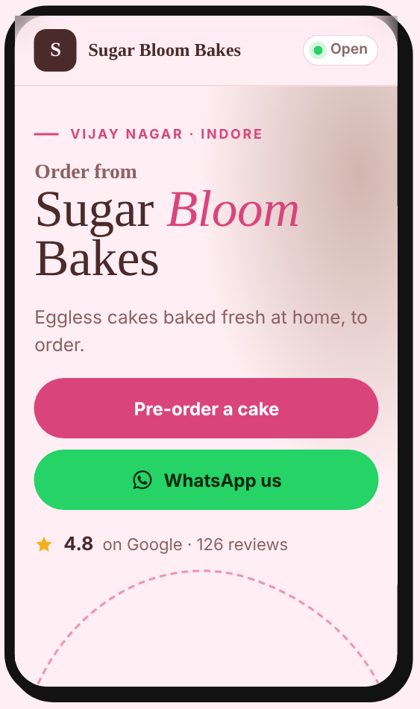 S
Sugar Bloom Bakes
Open
VIJAY NAGAR · INDORE
Order from
Sugar Bloom
Bakes
Eggless cakes baked fresh at home, to
order.
Pre-order a cake
WhatsApp us
4.8 on Google · 126 reviews